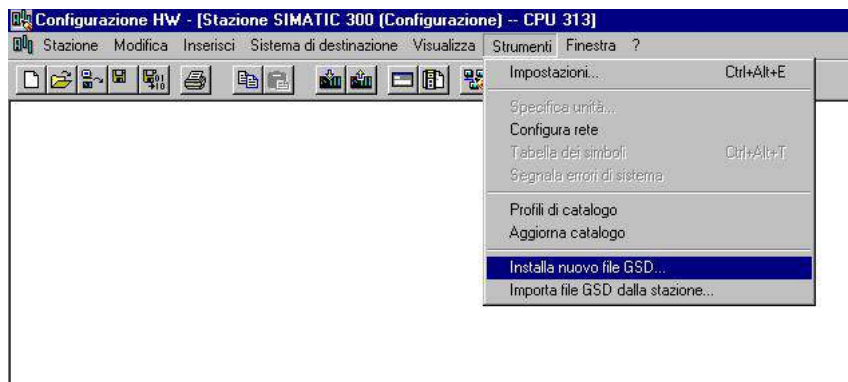 Configurazione HW - [Stazione SIMATIC 300 (Configurazione) -- CPU 313]
Stazione Modifica Inserisci Sistema di destinazione Visualizza Strumenti Finestra ?
Impostazioni... Ctrl+Alt+E
Specifica unità...
Configura rete
Tabella dei simboli Ctrl+Alt+T
Segnala errori di sistema
Profili di catalogo
Aggiorna catalogo
Installa nuovo file GSD...
Importa file GSD dalla stazione...